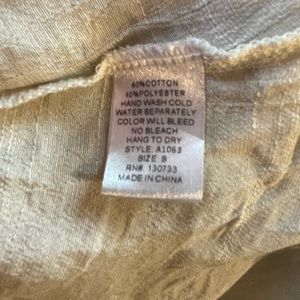 60%COTTON
40%POLYESTER
HAND WASH COLD
WATER SEPARATELY
COLOR WILL BLEED
NO BLEACH
HANG TO DRY
STYLE: A1063
SIZE: S
RN#: 130733
MADE IN CHINA